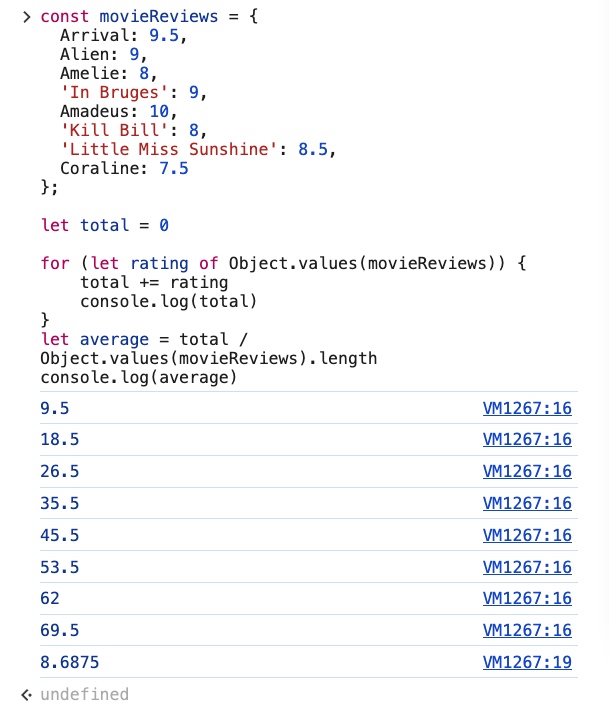 > const movieReviews = {
Arrival: 9.5,
Alien: 9,
Amelie: 8,
'In Bruges': 9,
Amadeus: 10,
'Kill Bill': 8,
'Little Miss Sunshine': 8.5,
Coraline: 7.5
};
let total = 0
for (let rating of Object.values(movieReviews)) {
total += rating
console.log(total)
}
let average = total /
Object.values(movieReviews).length
console.log(average)
9.5 VM1267:16
18.5 VM1267:16
26.5 VM1267:16
35.5 VM1267:16
45.5 VM1267:16
53.5 VM1267:16
62 VM1267:16
69.5 VM1267:16
8.6875 VM1267:19
undefined